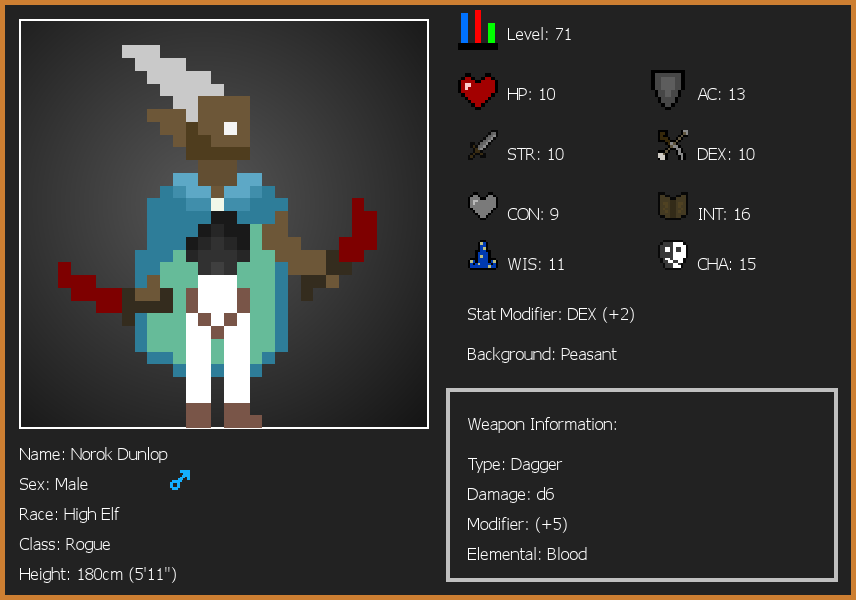 Level: 71
HP: 10
AC: 13
STR: 10
DEX: 10
CON: 9
INT: 16
WIS: 11
CHA: 15
Stat Modifier: DEX (+2)
Background: Peasant
Name: Norok Dunlop
Sex: Male
Race: High Elf
Class: Rogue
Height: 180cm (5'11")
Weapon Information:
Type: Dagger
Damage: d6
Modifier: (+5)
Elemental: Blood